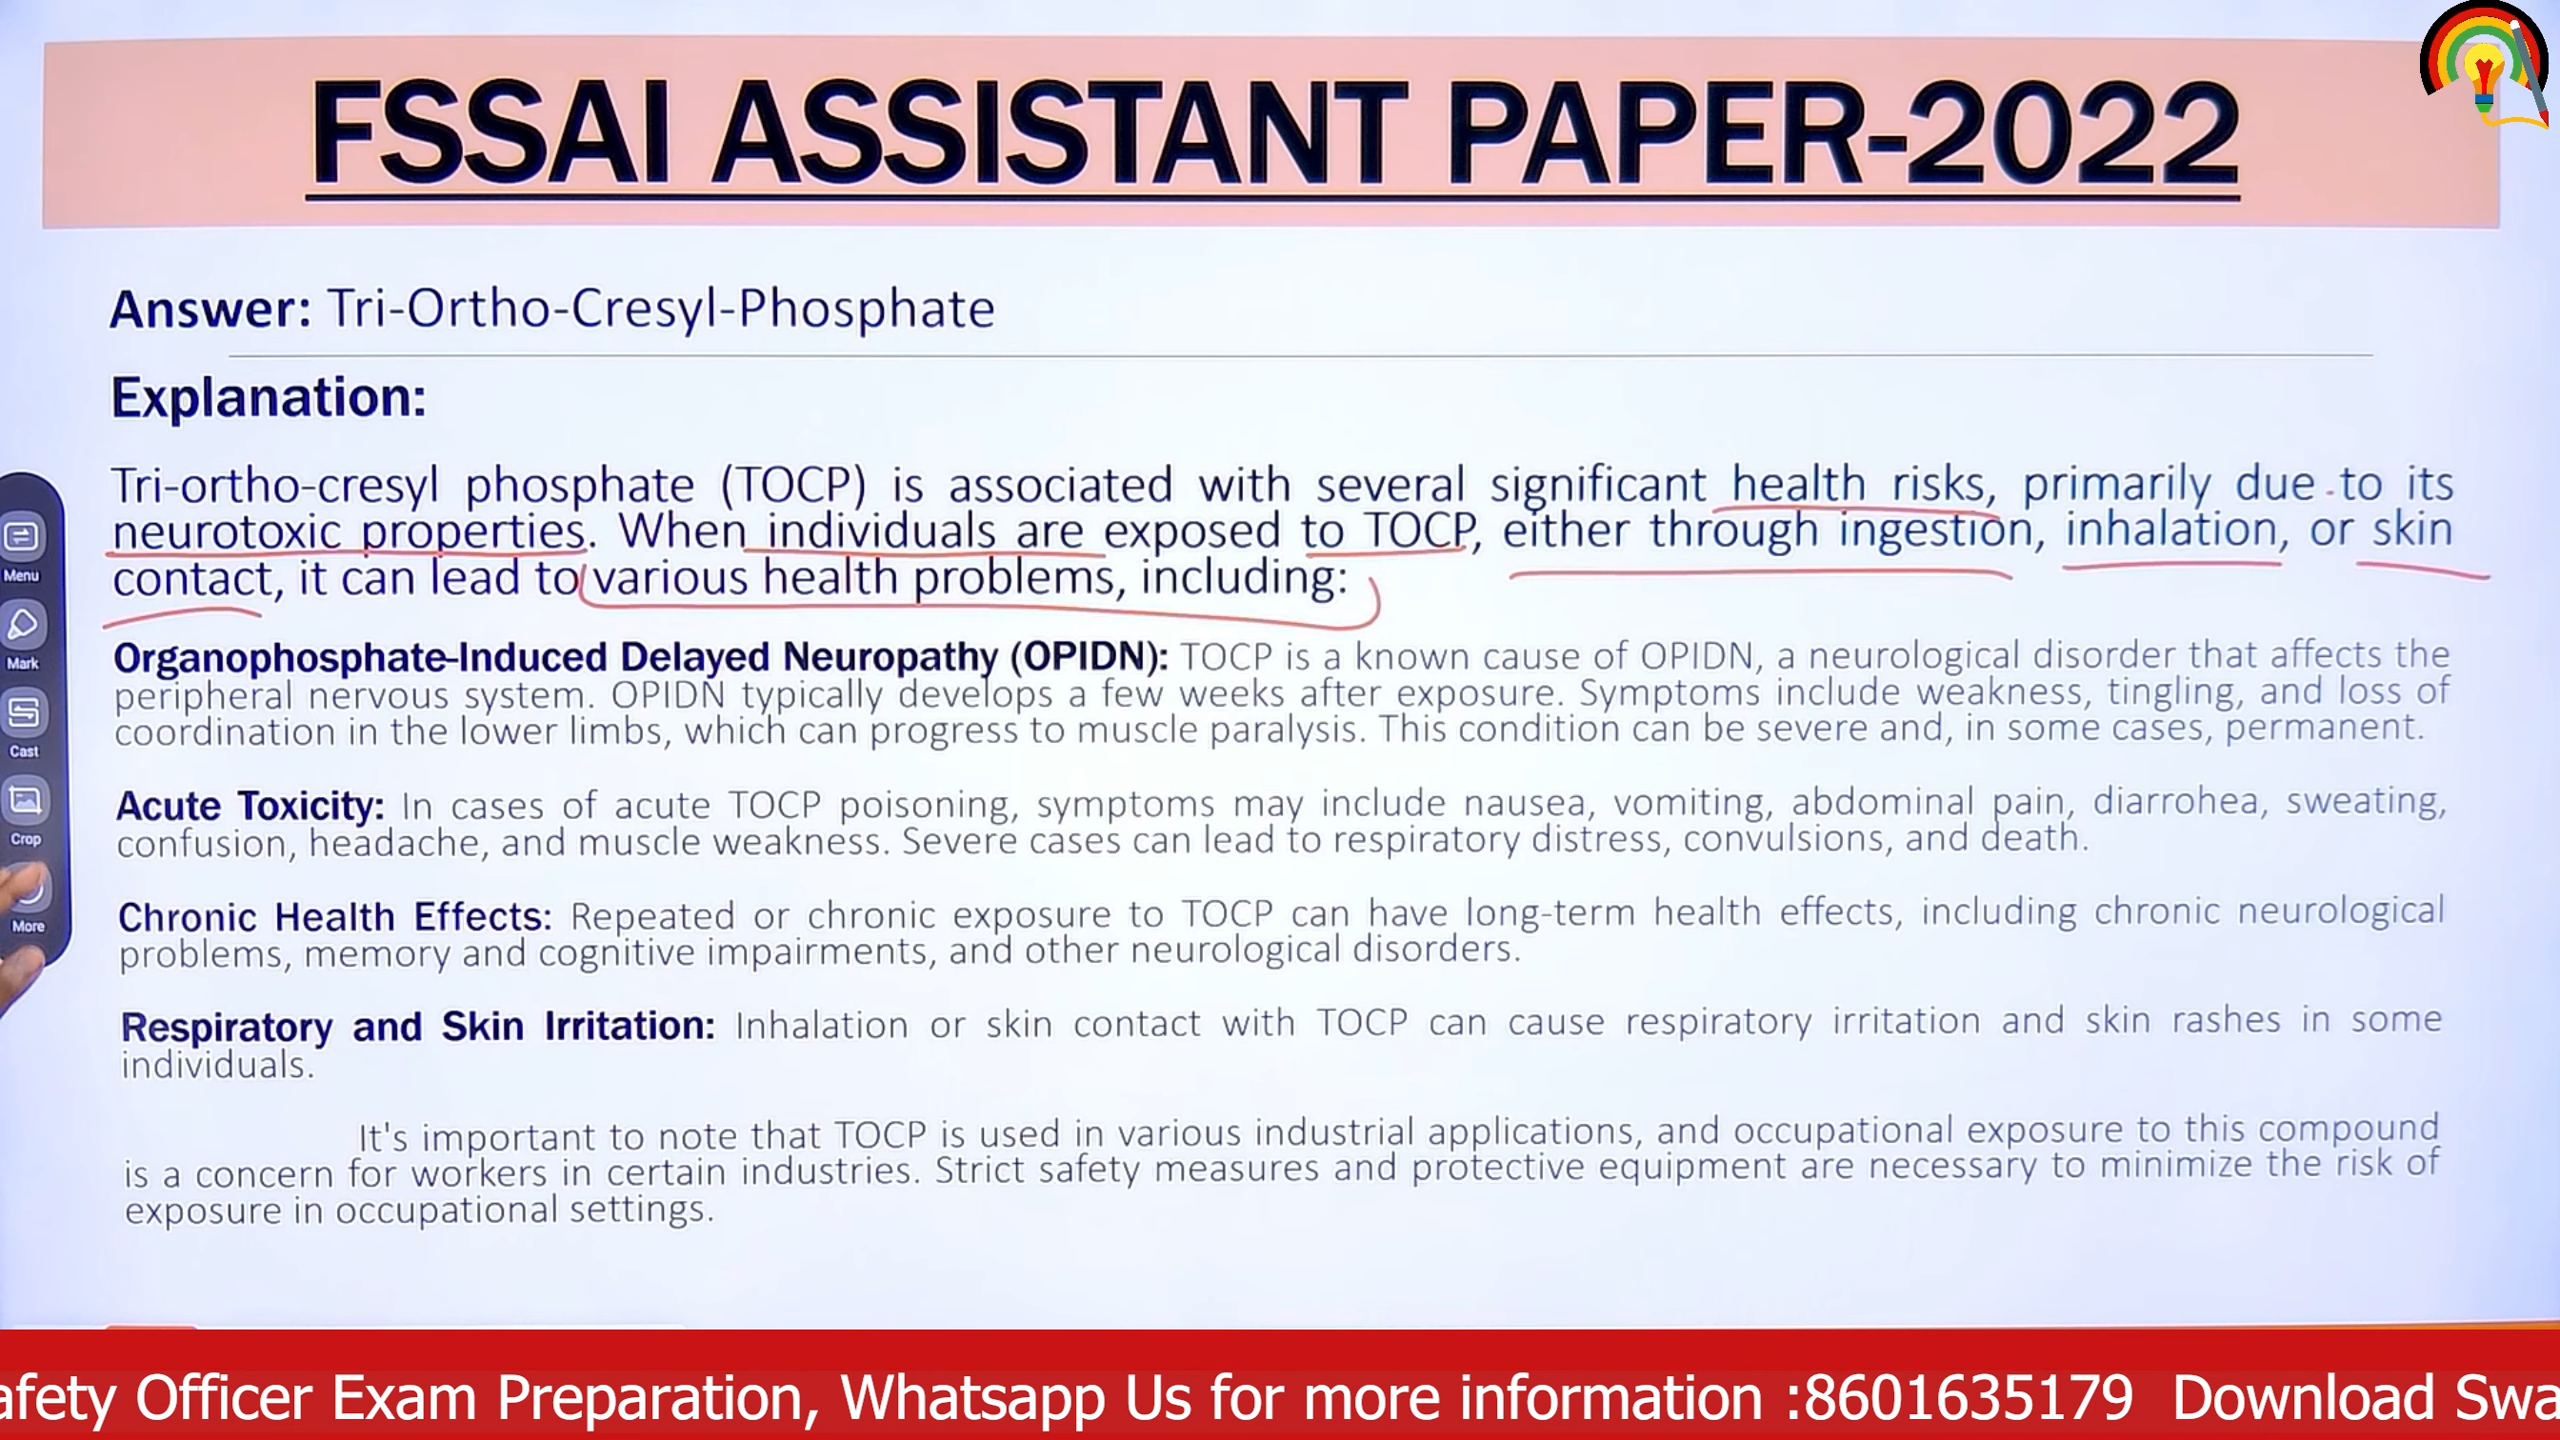 FSSAI ASSISTANT PAPER-2022
Answer: Tri-Ortho-Cresyl-Phosphate
Explanation:
Tri-ortho-cresyl phosphate (TOCP) is associated with several significant health risks, primarily due to its
neurotoxic properties. When individuals are exposed to TOCP, either through ingestion, inhalation, or skin
contact, it can lead to various health problems, including:
Organophosphate-Induced Delayed Neuropathy (OPIDN): TOCP is a known cause of OPIDN, a neurological disorder that affects the
peripheral nervous system. OPIDN typically develops a few weeks after exposure. Symptoms include weakness, tingling, and loss of
coordination in the lower limbs, which can progress to muscle paralysis. This condition can be severe and, in some cases, permanent.
Acute Toxicity: In cases of acute TOCP poisoning, symptoms may include nausea, vomiting, abdominal pain, diarrohea, sweating,
confusion, headache, and muscle weakness. Severe cases can lead to respiratory distress, convulsions, and death.
Chronic Health Effects: Repeated or chronic exposure to TOCP can have long-term health effects, including chronic neurological
problems, memory and cognitive impairments, and other neurological disorders.
Respiratory and Skin Irritation: Inhalation or skin contact with TOCP can cause respiratory irritation and skin rashes in some
individuals.
It's important to note that TOCP is used in various industrial applications, and occupational exposure to this compound
is a concern for workers in certain industries. Strict safety measures and protective equipment are necessary to minimize the risk of
exposure in occupational settings.
Menu
Mark
Cast
Crop
More
afety Officer Exam Preparation, Whatsapp Us for more information :8601635179 Download Swa